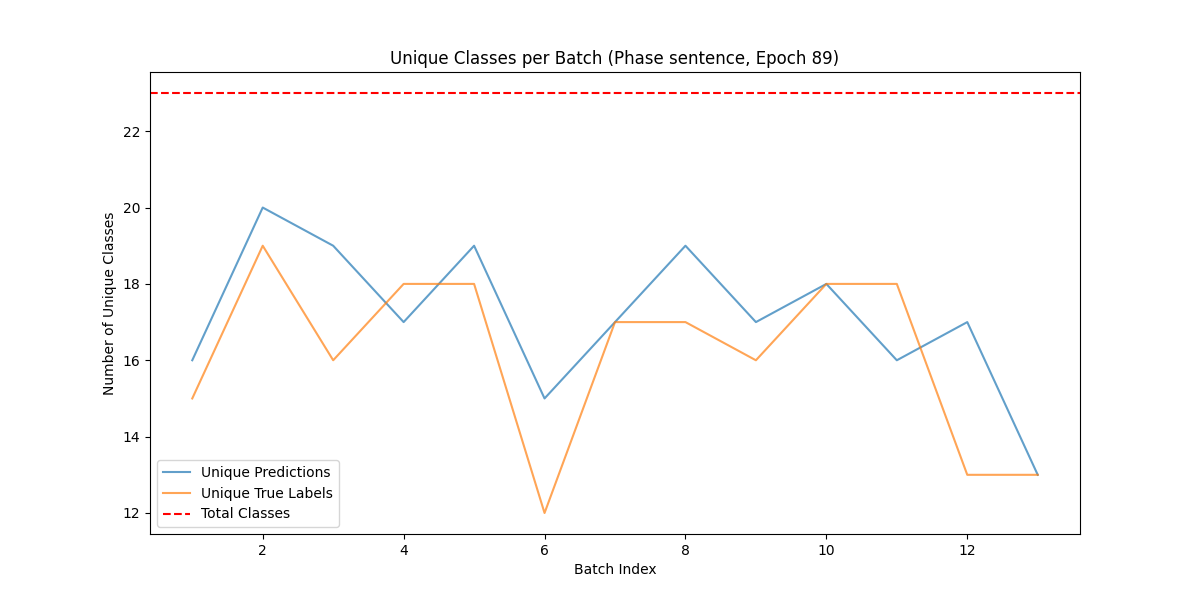 Unique Classes per Batch (Phase sentence, Epoch 89)
Number of Unique Classes
22
20
18
16
14
12
Unique Predictions
Unique True Labels
Total Classes
2 4 6 8 10 12
Batch Index